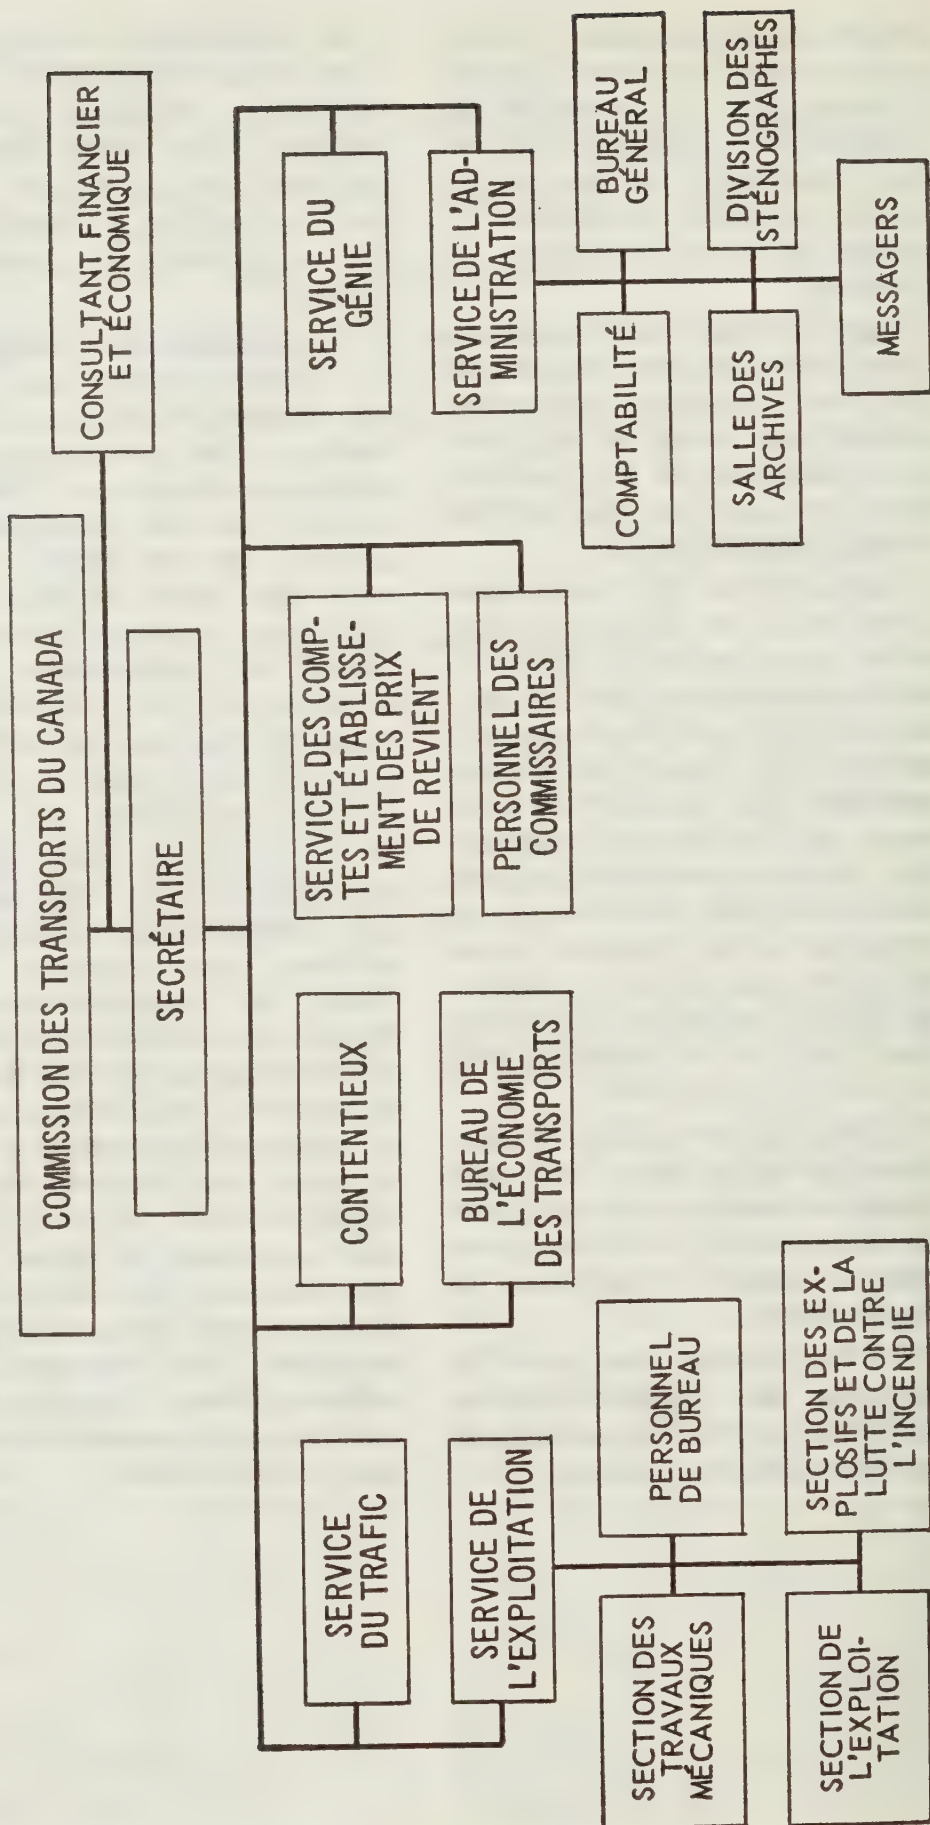 COMMISSION DES TRANSPORTS DU CANADA
CONSULTANT FINANCIER
ET ÉCONOMIQUE
SECRÉTAIRE
SERVICE
DU TRAFIC
CONTENTIEUX
SERVICE DES COMP-
TES ET ÉTABLISSE-
MENT DES PRIX
DE REVIENT
SERVICE DU
GÉNIE
SERVICE DE
L'EXPLOITATION
BUREAU DE
L'ÉCONOMIE
DES TRANSPORTS
PERSONNEL DES
COMMISSAIRES
SERVICE DE L'AD-
MINISTRATION
SECTION DES
TRAVAUX
MÉCANIQUES
PERSONNEL
DE BUREAU
COMPTABILITÉ
BUREAU
GÉNÉRAL
SECTION DE
L'EXPLOI-
TATION
SECTION DES EX-
PLOSIFS ET DE LA
LUTTE CONTRE
L'INCENDIE
SALLE DES
ARCHIVES
DIVISION DES
STÉNOGRAPHES
MESSAGERS